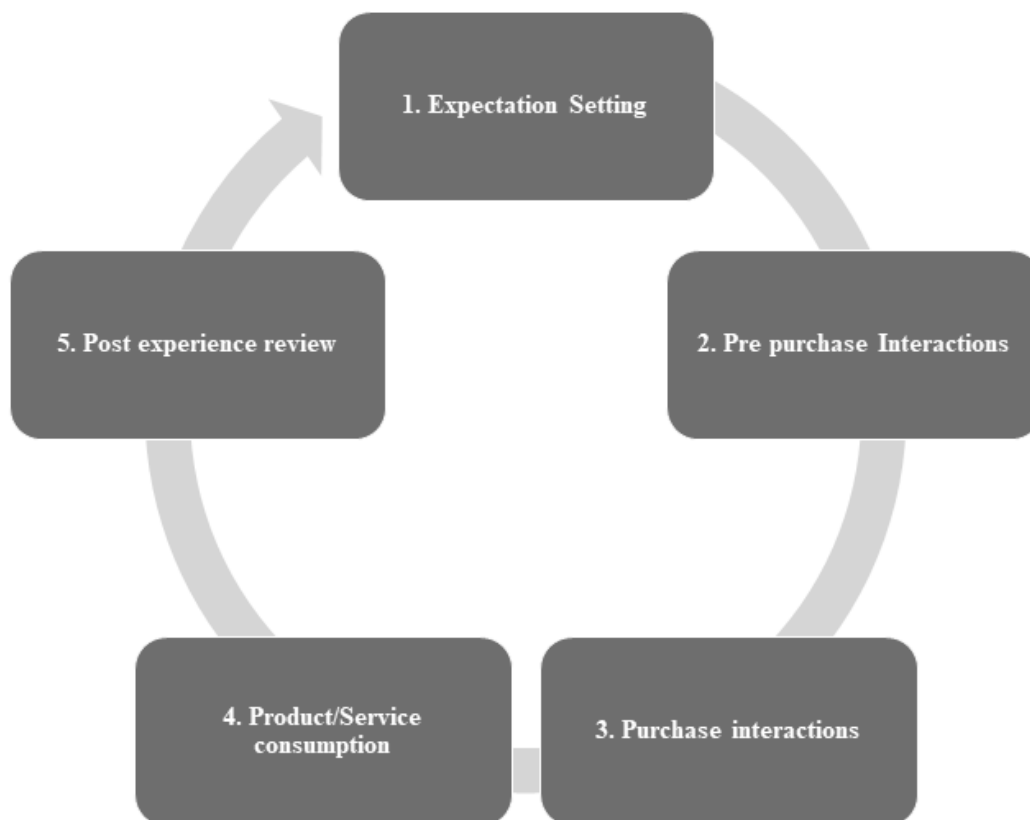 1. Expectation Setting
2. Pre purchase Interactions
3. Purchase interactions
4. Product/Service
consumption
5. Post experience review